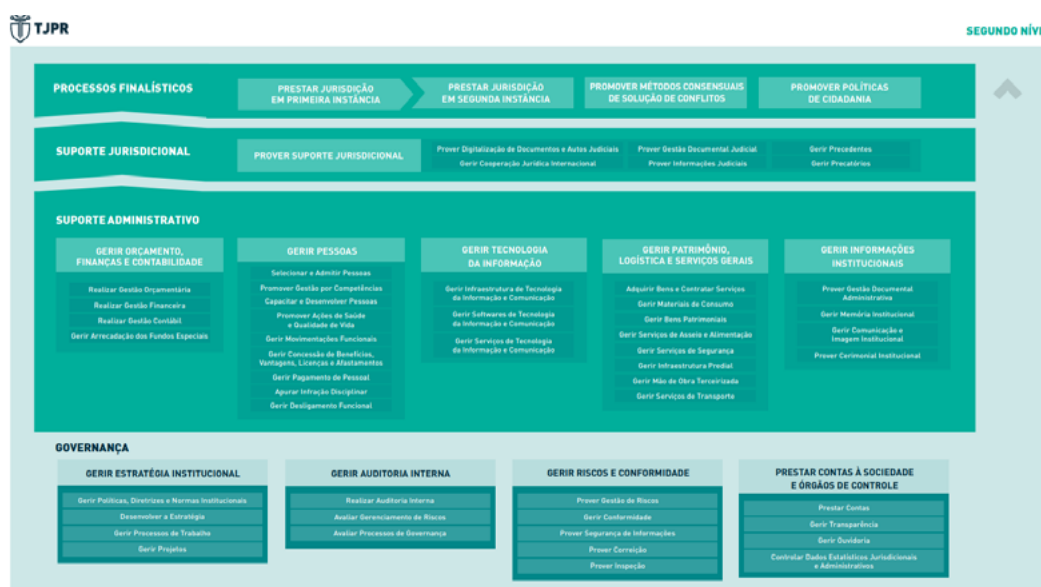 TJPR
SEGUNDO NÍVE
PROCESSOS FINALÍSTICOS
PRESTAR JURISDIÇÃO
EM PRIMEIRA INSTÂNCIA
PRESTAR JURISDIÇÃO
EM SEGUNDA INSTÂNCIA
PROMOVER MÉTODOS CONSENSUAIS
DE SOLUÇÃO DE CONFLITOS
PROMOVER POLÍTICAS
DE CIDADANIA
SUPORTE JURISDICIONAL
PROVER SUPORTE JURISDICIONAL
Prover Digitalização de Documentos e Autos Judiciais
Gerir Cooperação Jurídica Internacional
Prover Gestão Documental Judicial
Prover Informações Judiciais
Gerir Precedentes
Gerir Precatórios
SUPORTE ADMINISTRATIVO
GERIR ORÇAMENTO,
FINANÇAS E CONTABILIDADE
Realizar Gestão Orçamentária
Realizar Gestão Financeira
Realizar Gestão Contábil
Gerir Arrecadação dos Fundos Especiais
GERIR PESSOAS
Selecionar e Admitir Pessoas
Promover Gestão por Competências
Capacitar e Desenvolver Pessoas
Promover Ações de Saúde
e Qualidade de Vida
Gerir Movimentações Funcionais
Gerir Concessão de Benefícios,
Vantagens, Licenças e Afastamentos
Gerir Pagamento de Pessoal
Apurar Infração Disciplinar
Gerir Desligamento Funcional
GERIR TECNOLOGIA
DA INFORMAÇÃO
Gerir Infraestrutura de Tecnologia
da Informação e Comunicação
Gerir Softwares de Tecnologia
da Informação e Comunicação
Gerir Serviços de Tecnologia
da Informação e Comunicação
GERIR PATRIMÔNIO,
LOGÍSTICA E SERVIÇOS GERAIS
Adquirir Bens e Contratar Serviços
Gerir Materiais de Consumo
Gerir Bens Patrimoniais
Gerir Serviços de Asseio e Alimentação
Gerir Serviços de Segurança
Gerir Infraestrutura Predial
Gerir Mão de Obra Terceirizada
Gerir Serviços de Transporte
GERIR INFORMAÇÕES
INSTITUCIONAIS
Prover Gestão Documental
Administrativa
Gerir Memória Institucional
Gerir Comunicação e
Imagem Institucional
Prover Cerimonial Institucional
GOVERNANÇA
GERIR ESTRATÉGIA INSTITUCIONAL
Gerir Políticas, Diretrizes e Normas Institucionais
Desenvolver a Estratégia
Gerir Processos de Trabalho
Gerir Projetos
GERIR AUDITORIA INTERNA
Realizar Auditoria Interna
Avaliar Gerenciamento de Riscos
Avaliar Processos de Governança
GERIR RISCOS E CONFORMIDADE
Prover Gestão de Riscos
Gerir Conformidade
Prover Segurança de Informações
Prover Correição
Prover Inspeção
PRESTAR CONTAS À SOCIEDADE
E ÓRGÃOS DE CONTROLE
Prestar Contas
Gerir Transparência
Gerir Ouvidoria
Controlar Dados Estatísticos Jurisdicionais
e Administrativos